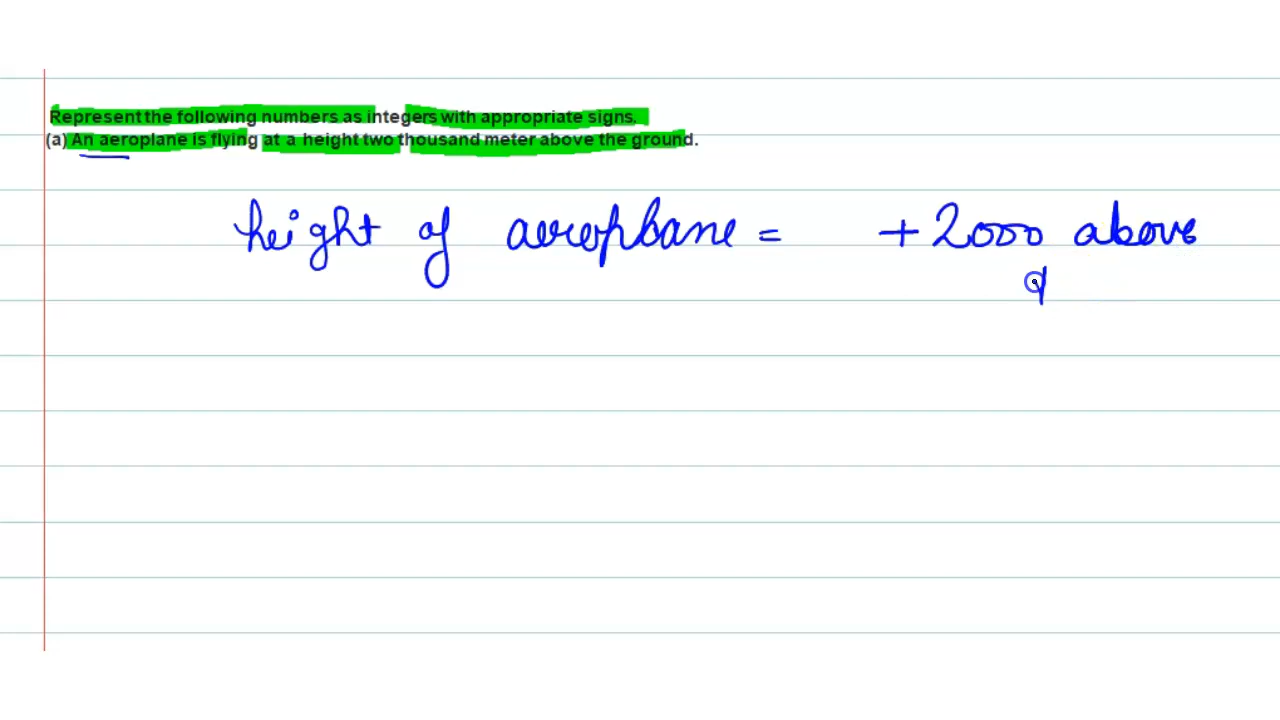 Represent the following numbers as integers with appropriate signs.
(a) An aeroplane is flying at a height two thousand meter above the ground.
height of aeroplane = +2000 above
g